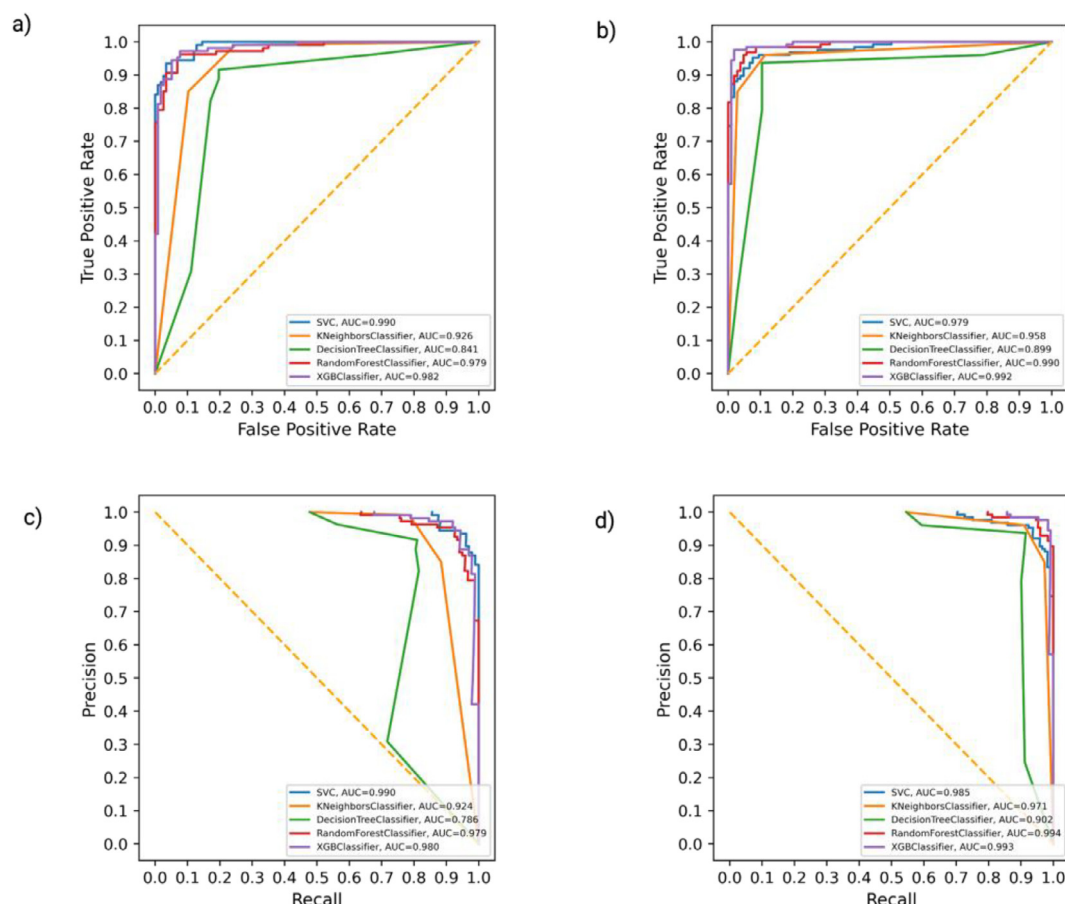 a)
1.0
0.9
0.8
0.7
0.6
0.5
0.4
0.3
0.2
0.1
0.0
True Positive Rate
SVC, AUC=0.990
KNeighborsClassifier, AUC=0.926
DecisionTreeClassifier, AUC=0.841
RandomForestClassifier, AUC=0.979
XGBClassifier, AUC=0.982
0.0 0.1 0.2 0.3 0.4 0.5 0.6 0.7 0.8 0.9 1.0
False Positive Rate
b)
1.0
0.9
0.8
0.7
0.6
0.5
0.4
0.3
0.2
0.1
0.0
True Positive Rate
SVC, AUC=0.979
KNeighborsClassifier, AUC=0.958
DecisionTreeClassifier, AUC=0.899
RandomForestClassifier, AUC=0.990
XGBClassifier, AUC=0.992
0.0 0.1 0.2 0.3 0.4 0.5 0.6 0.7 0.8 0.9 1.0
False Positive Rate
c)
1.0
0.9
0.8
0.7
0.6
0.5
0.4
0.3
0.2
0.1
0.0
Precision
SVC, AUC=0.990
KNeighborsClassifier, AUC=0.924
DecisionTreeClassifier, AUC=0.786
RandomForestClassifier, AUC=0.979
XGBClassifier, AUC=0.980
0.0 0.1 0.2 0.3 0.4 0.5 0.6 0.7 0.8 0.9 1.0
Recall
d)
1.0
0.9
0.8
0.7
0.6
0.5
0.4
0.3
0.2
0.1
0.0
Precision
SVC, AUC=0.985
KNeighborsClassifier, AUC=0.971
DecisionTreeClassifier, AUC=0.902
RandomForestClassifier, AUC=0.994
XGBClassifier, AUC=0.993
0.0 0.1 0.2 0.3 0.4 0.5 0.6 0.7 0.8 0.9 1.0
Recall